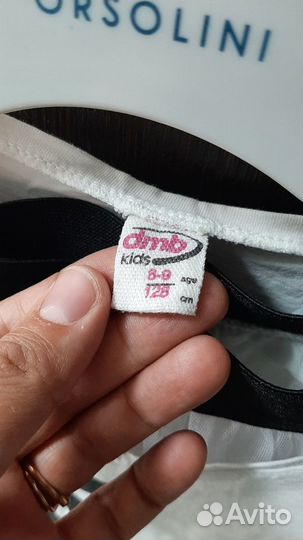 ORSOLINI
dmb
kids
8-9 age
128 cm
Avito